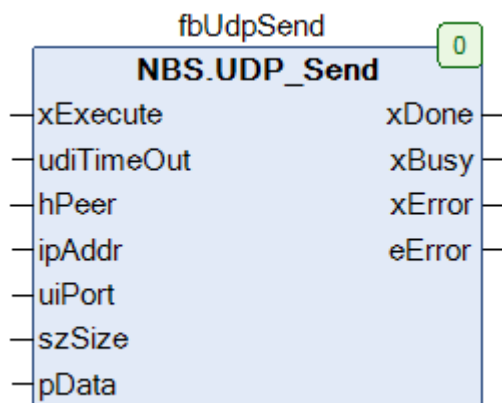 fbUdpSend
0
NBS.UDP_Send
xExecute xDone
udiTimeOut xBusy
hPeer xError
ipAddr eError
uiPort
szSize
pData